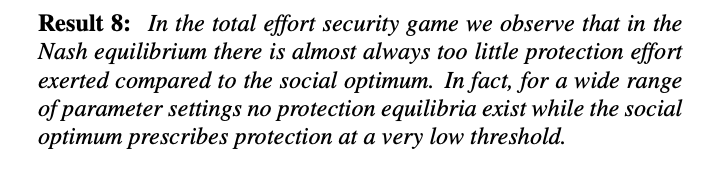 Result 8: In the total effort security game we observe that in the
Nash equilibrium there is almost always too little protection effort
exerted compared to the social optimum. In fact, for a wide range
of parameter settings no protection equilibria exist while the social
optimum prescribes protection at a very low threshold.